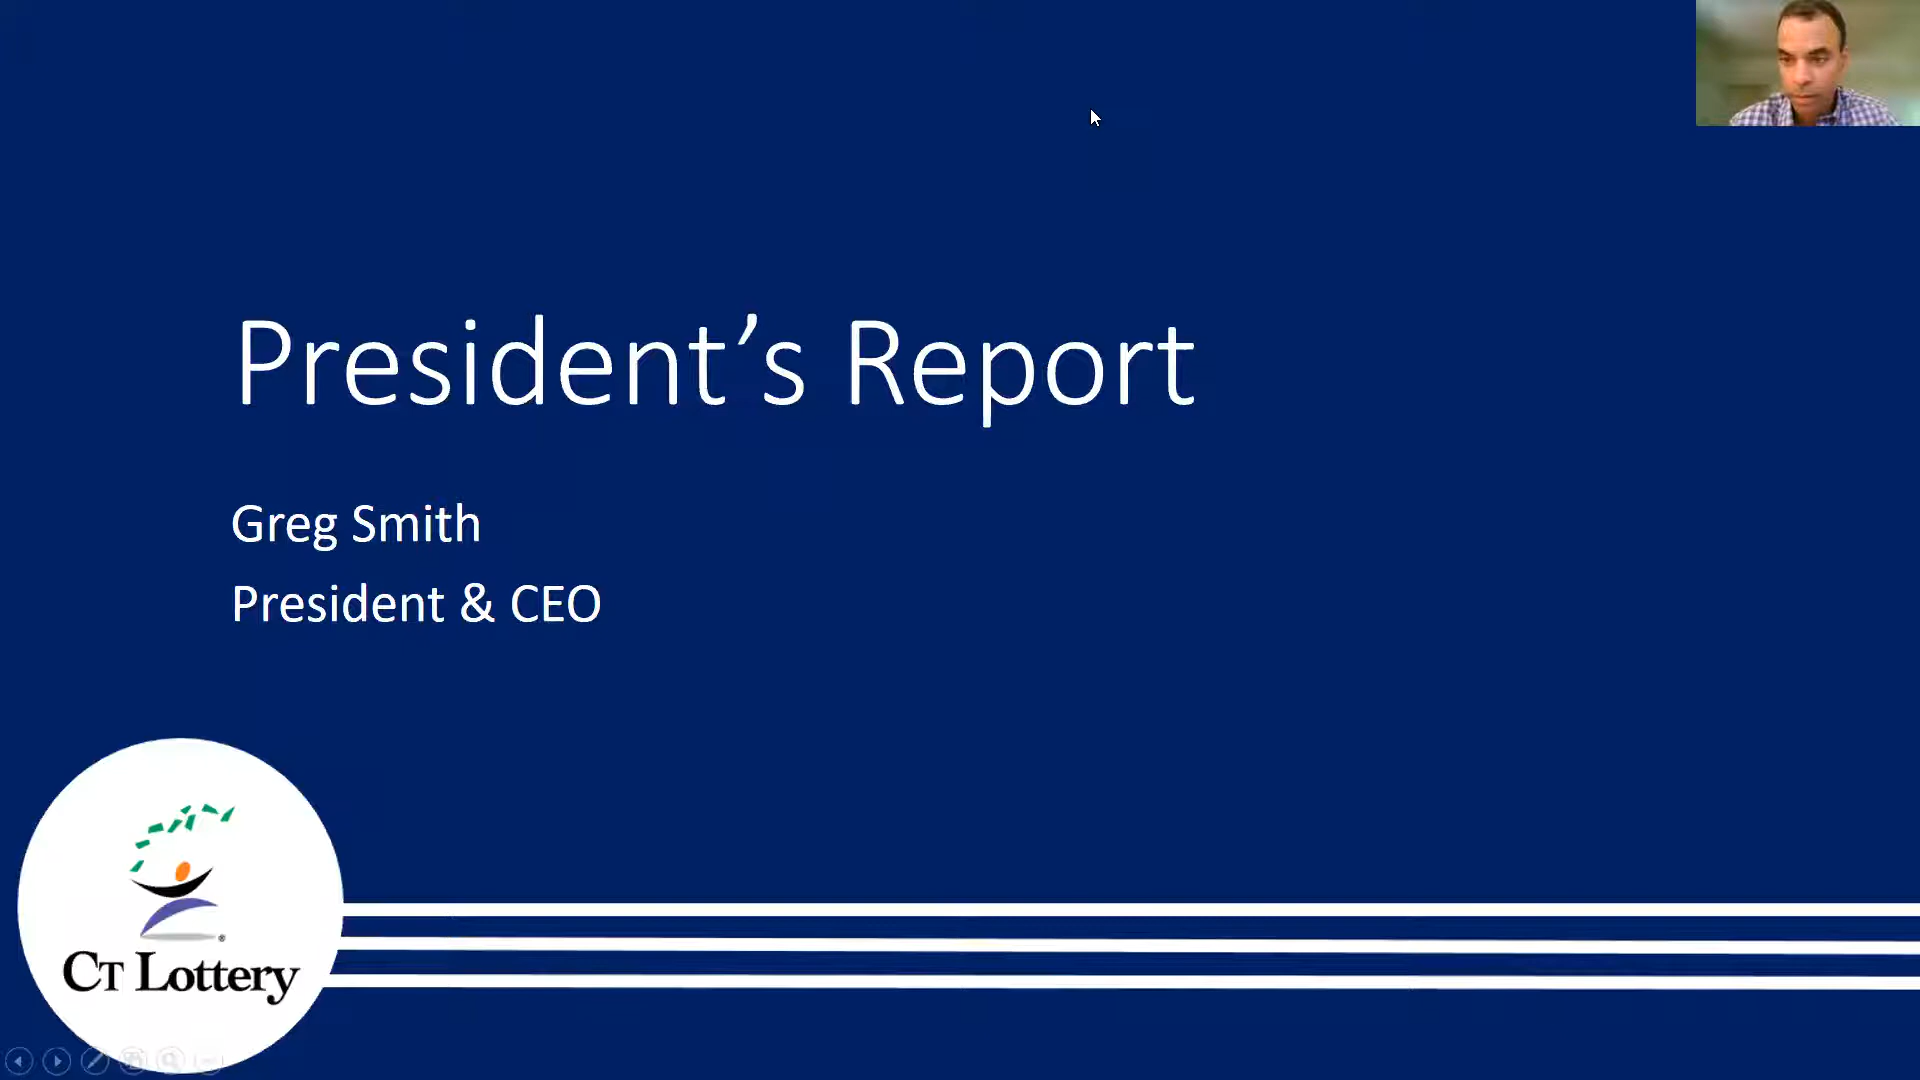 President’s Report
Greg Smith
President & CEO
®
CT Lottery